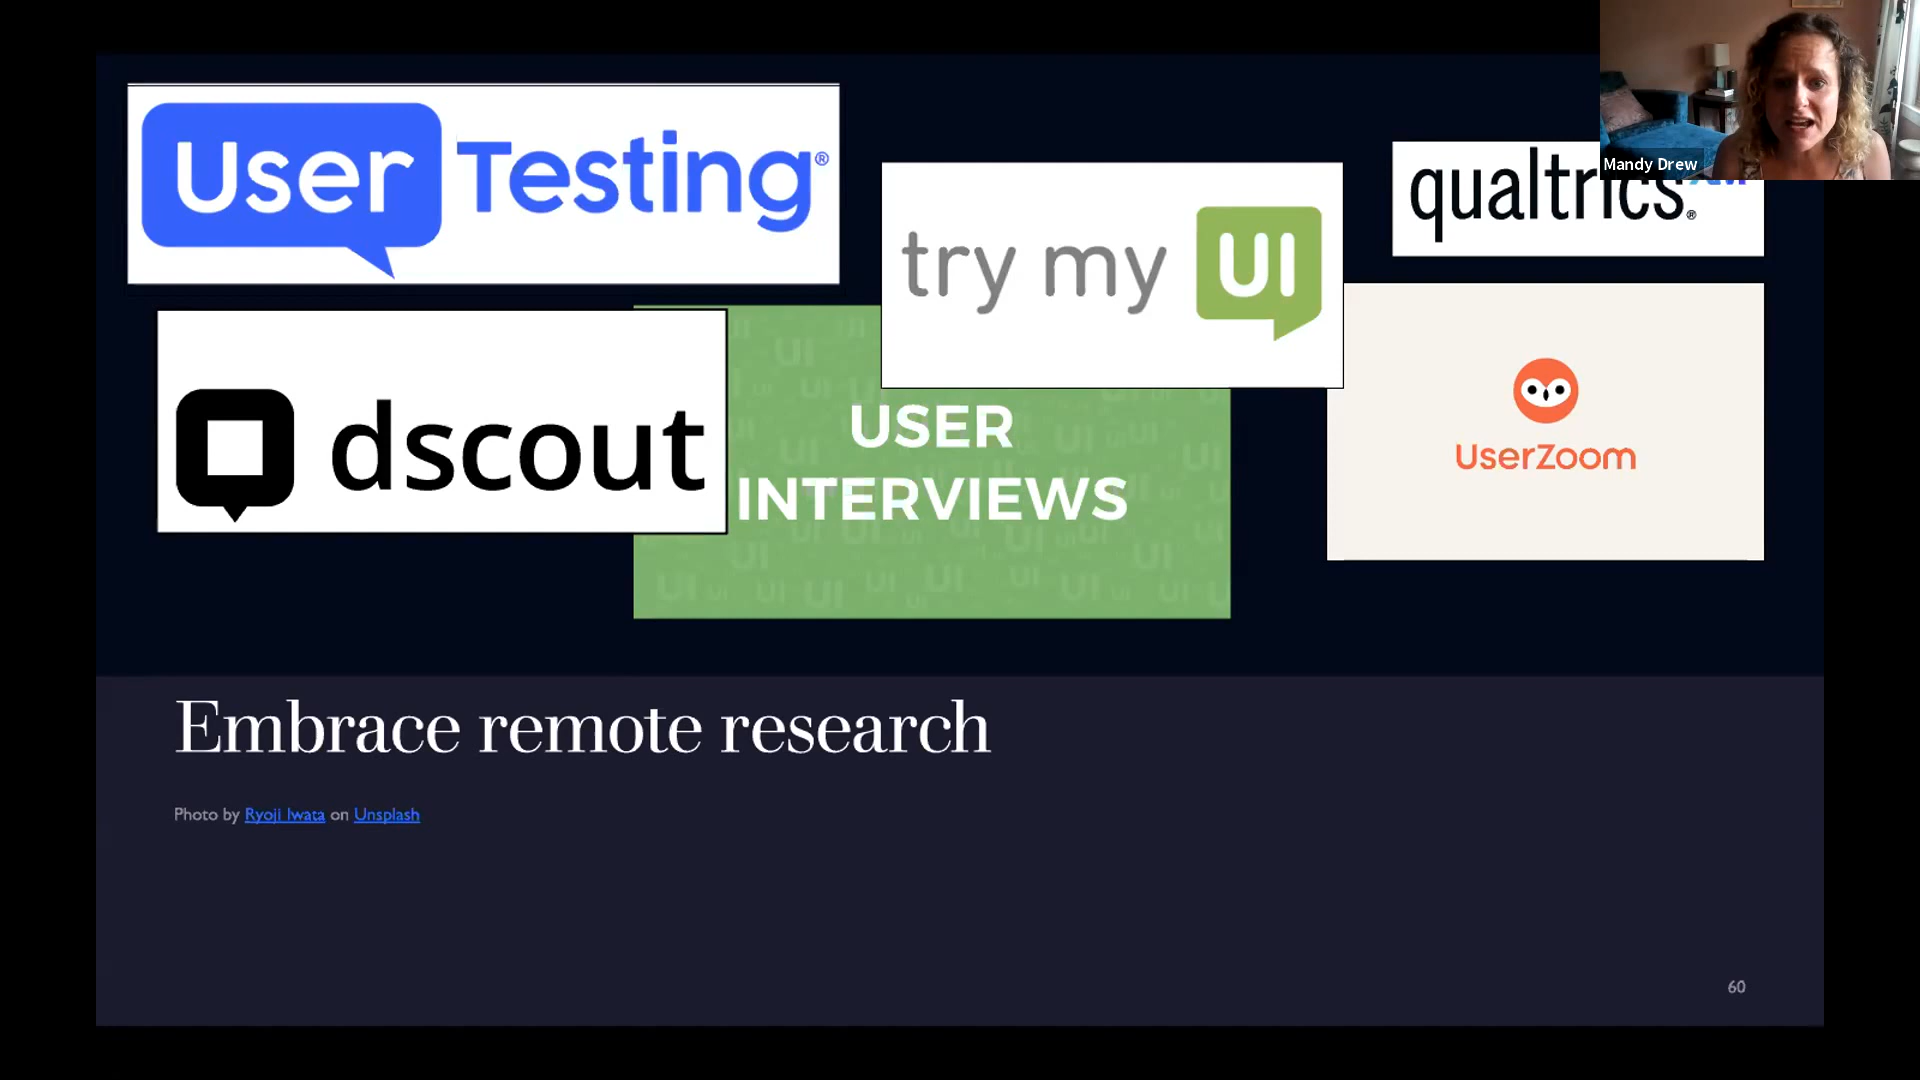 User Testing®
try my UI
qualtrics®
Mandy Drew
dscout
USER
INTERVIEWS
UserZoom
Embrace remote research
Photo by Ryoji Iwata on Unsplash
60